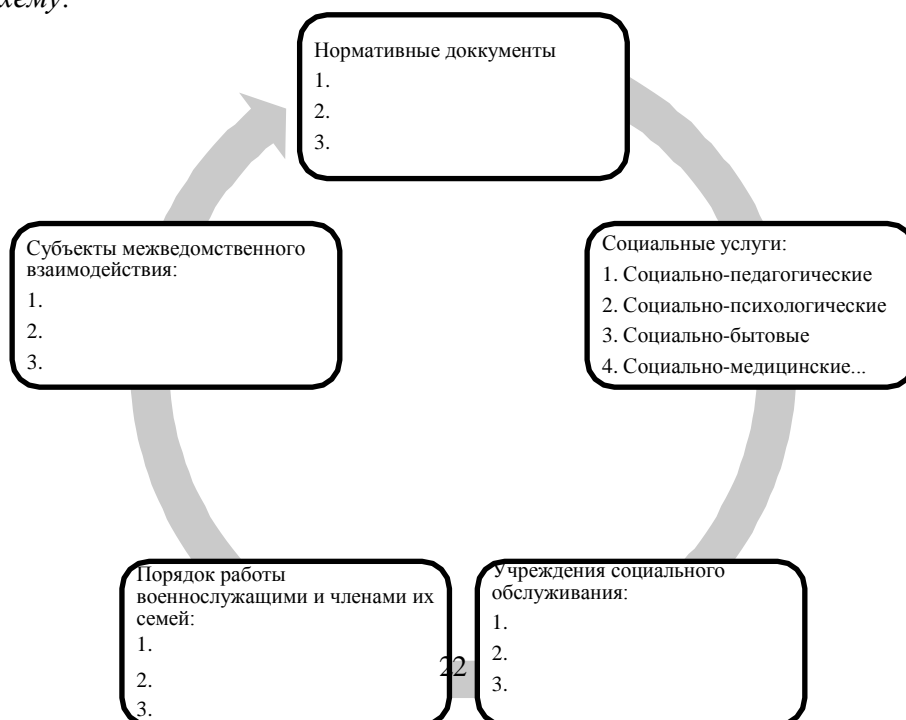 схему.
Нормативные доккументы
1.
2.
3.
Социальные услуги:
1. Социально-педагогические
2. Социально-психологические
3. Социально-бытовые
4. Социально-медицинские...
Учреждения социального
обслуживания:
1.
2.
3.
Порядок работы
военнослужащими и членами их
семей:
1.
2.
3.
Субъекты межведомственного
взаимодействия:
1.
2.
3.
22